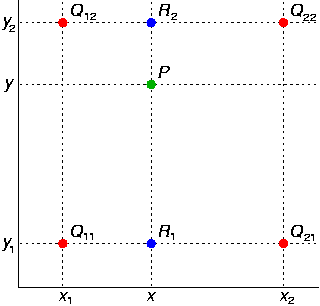 y₂ Q₁₂ R₂ Q₂₂
y P
y₁ Q₁₁ R₁ Q₂₁
x₁ x x₂